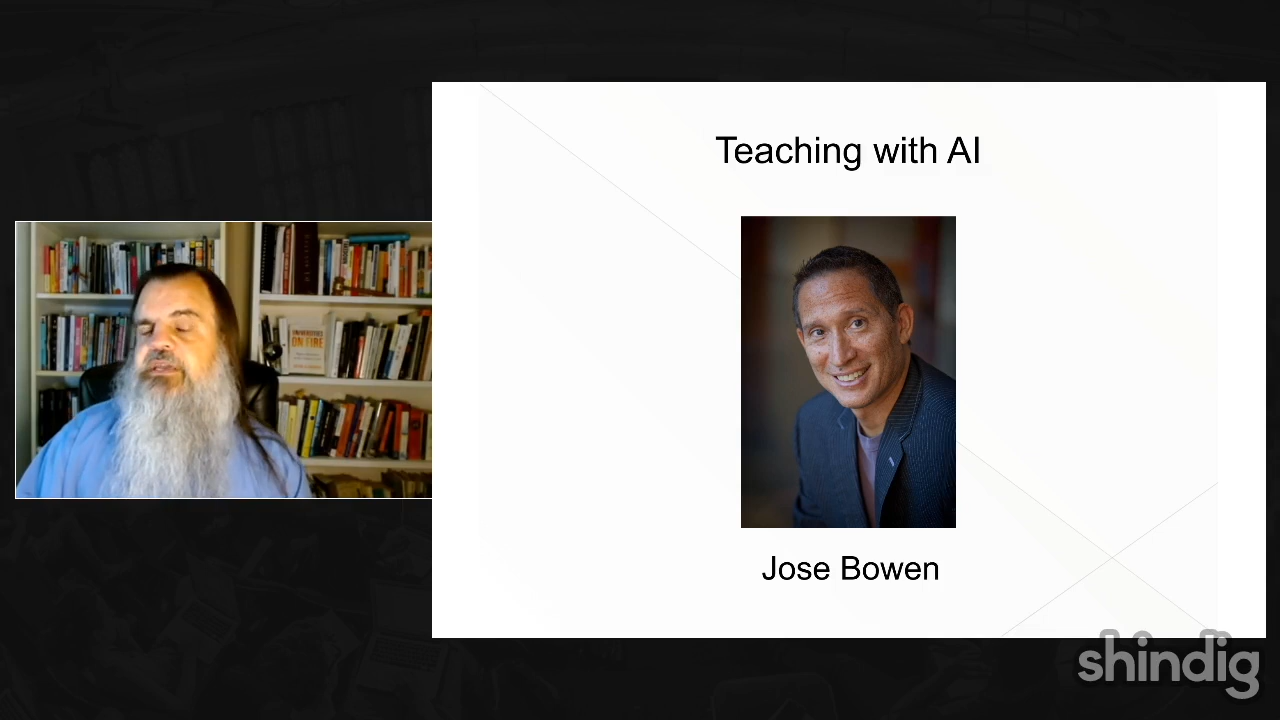 Teaching with AI
UNIVERSITIES
ON FIRE
Jose Bowen
shindig